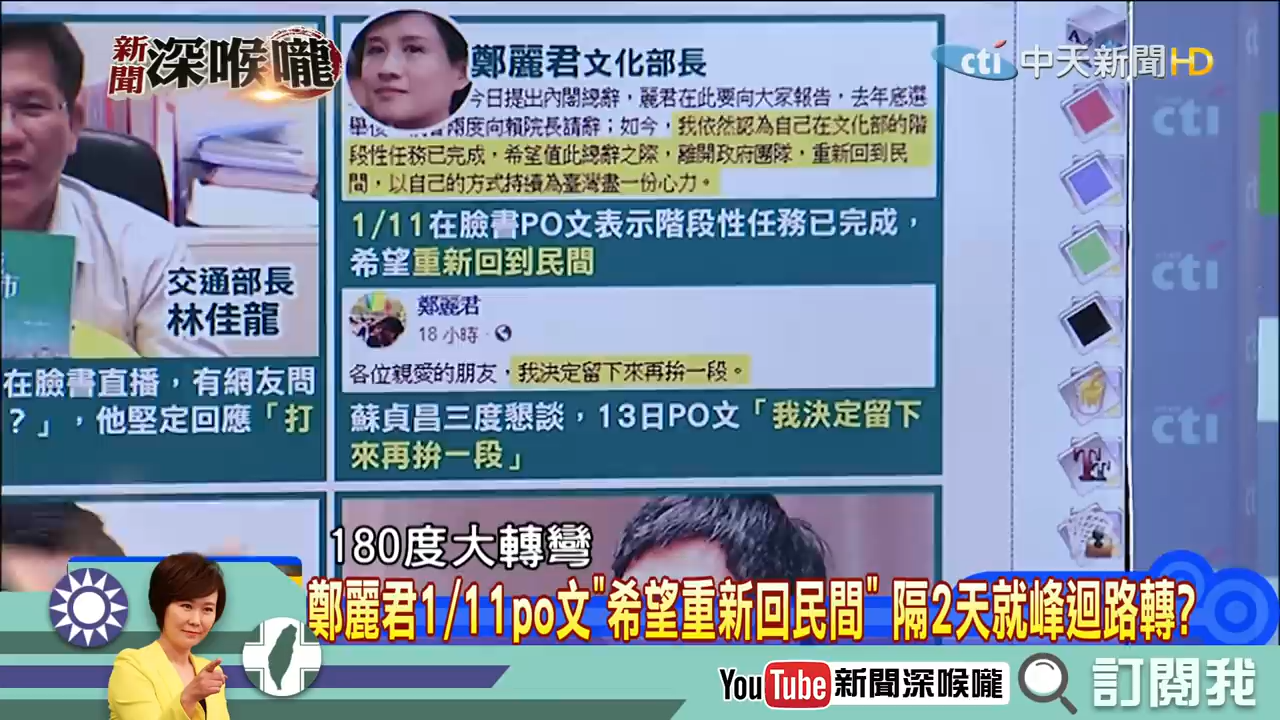 新聞深喉嚨
cti 中天新聞HD
鄭麗君文化部長
今日提出內閣總辭，麗君在此要向大家報告，去年底選
舉後
兩度向賴院長請辭；如今，我依然認為自己在文化部的階
段性任務已完成，希望值此總辭之際，離開政府團隊，重新回到民
間，以自己的方式持續為臺灣盡一份心力。
1/11在臉書PO文表示階段性任務已完成，
希望重新回到民間
鄭麗君
18 小時
各位親愛的朋友，我決定留下來再拚一段。
蘇貞昌三度懇談，13日PO文「我決定留下
來再拚一段」
交通部長
林佳龍
在臉書直播，有網友問
？」，他堅定回應「打
cti
cti
cti
180度大轉彎
鄭麗君1/11po文"希望重新回民間" 隔2天就峰迴路轉?
YouTube 新聞深喉嚨
訂閱我